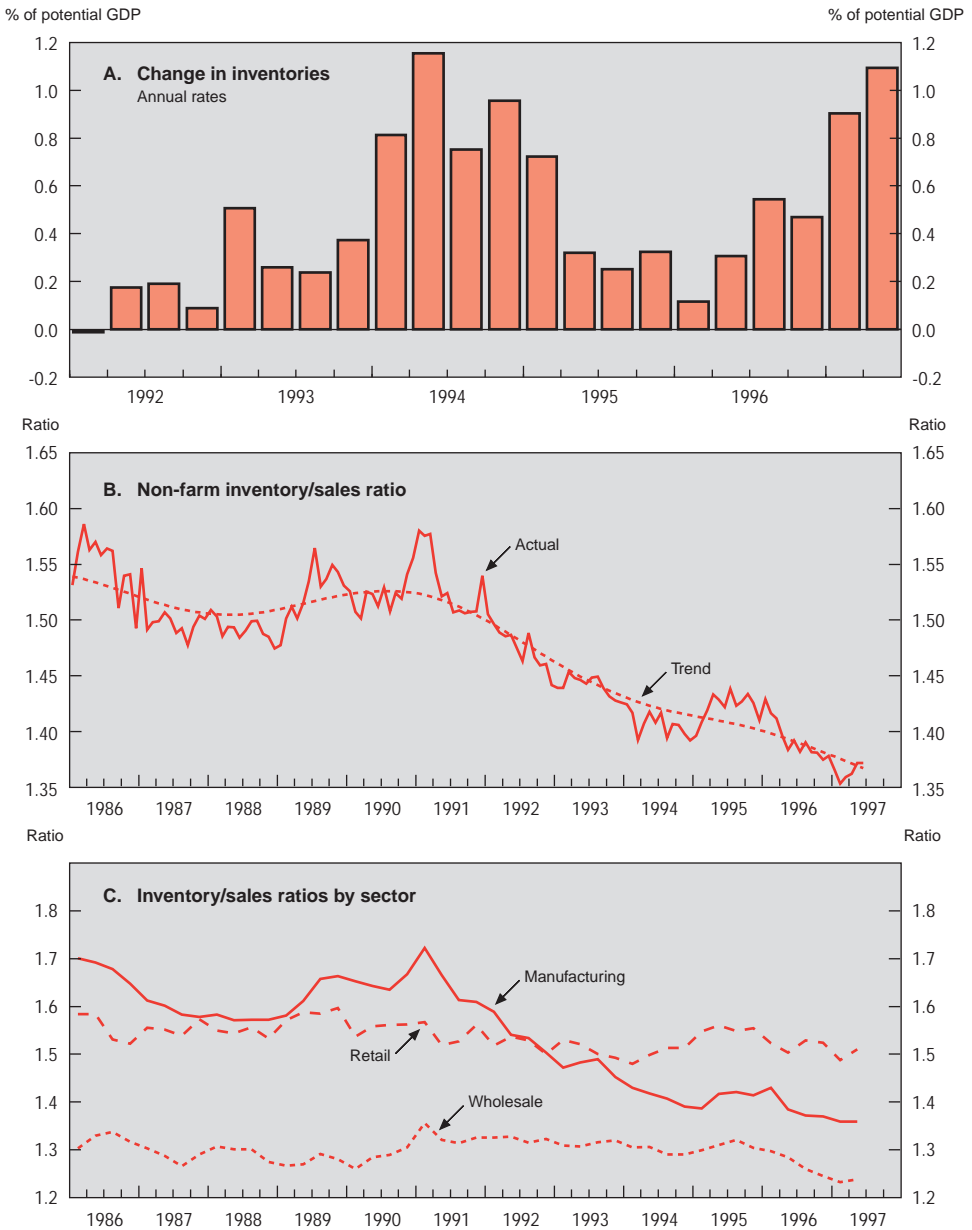 % of potential GDP % of potential GDP
1.2 1.2
A. Change in inventories
Annual rates
1.0 1.0
0.8 0.8
0.6 0.6
0.4 0.4
0.2 0.2
0.0 0.0
-0.2 -0.2
1992 1993 1994 1995 1996
Ratio Ratio
1.65 1.65
B. Non-farm inventory/sales ratio
1.60 1.60
Actual
1.55 1.55
1.50 1.50
1.45 1.45
Trend
1.40 1.40
1.35 1.35
1986 1987 1988 1989 1990 1991 1992 1993 1994 1995 1996 1997
Ratio Ratio
C. Inventory/sales ratios by sector
1.8 1.8
1.7 1.7
Manufacturing
1.6 1.6
Retail
1.5 1.5
1.4 1.4
Wholesale
1.3 1.3
1.2 1.2
1986 1987 1988 1989 1990 1991 1992 1993 1994 1995 1996 1997